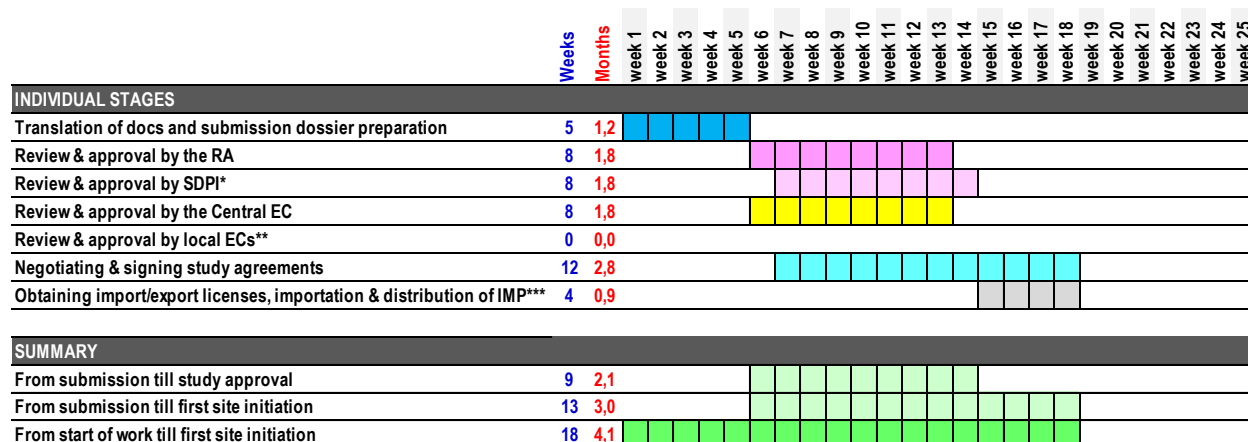 Weeks Months week 1 week 2 week 3 week 4 week 5 week 6 week 7 week 8 week 9 week 10 week 11 week 12 week 13 week 14 week 15 week 16 week 17 week 18 week 19 week 20 week 21 week 22 week 23 week 24 week 25
INDIVIDUAL STAGES
Translation of docs and submission dossier preparation 5 1,2
Review & approval by the RA 8 1,8
Review & approval by SDPI* 8 1,8
Review & approval by the Central EC 8 1,8
Review & approval by local ECs** 0 0,0
Negotiating & signing study agreements 12 2,8
Obtaining import/export licenses, importation & distribution of IMP*** 4 0,9
SUMMARY
From submission till study approval 9 2,1
From submission till first site initiation 13 3,0
From start of work till first site initiation 18 4,1